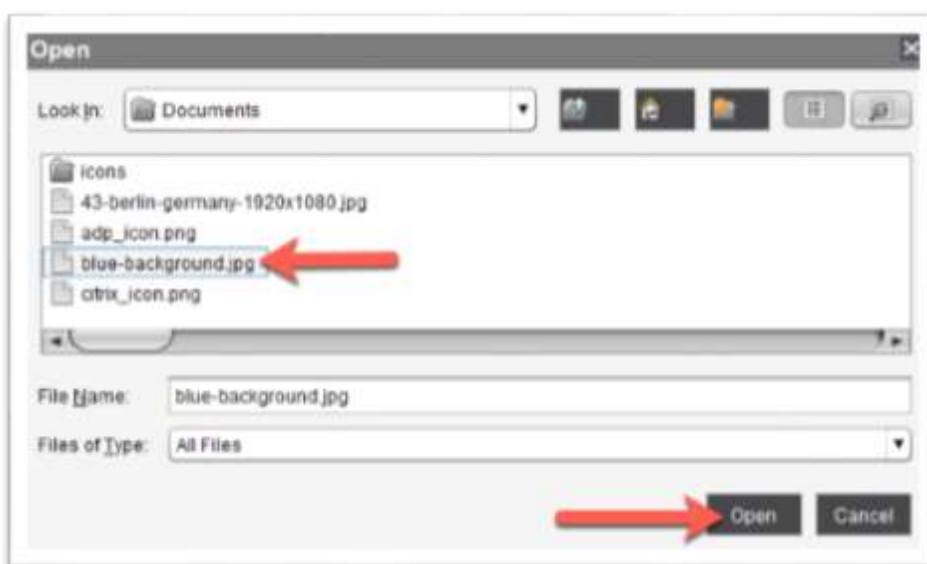 Open
Look In: Documents
icons
43-berlin-germany-1920x1080.jpg
adp_icon.png
blue-background.jpg
citrix_icon.png
File Name: blue-background.jpg
Files of Type: All Files
Open Cancel